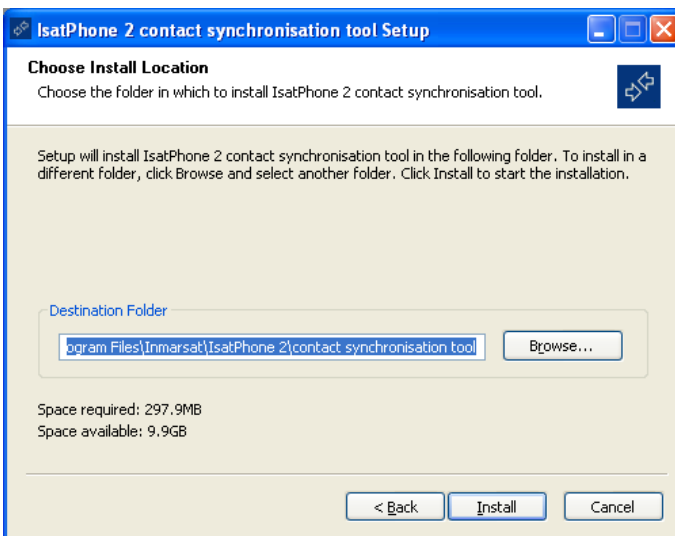 IsatPhone 2 contact synchronisation tool Setup
Choose Install Location
Choose the folder in which to install IsatPhone 2 contact synchronisation tool.
Setup will install IsatPhone 2 contact synchronisation tool in the following folder. To install in a
different folder, click Browse and select another folder. Click Install to start the installation.
Destination Folder
ogram Files\Inmarsat\IsatPhone 2\contact synchronisation tool
Browse...
Space required: 297.9MB
Space available: 9.9GB
< Back
Install
Cancel